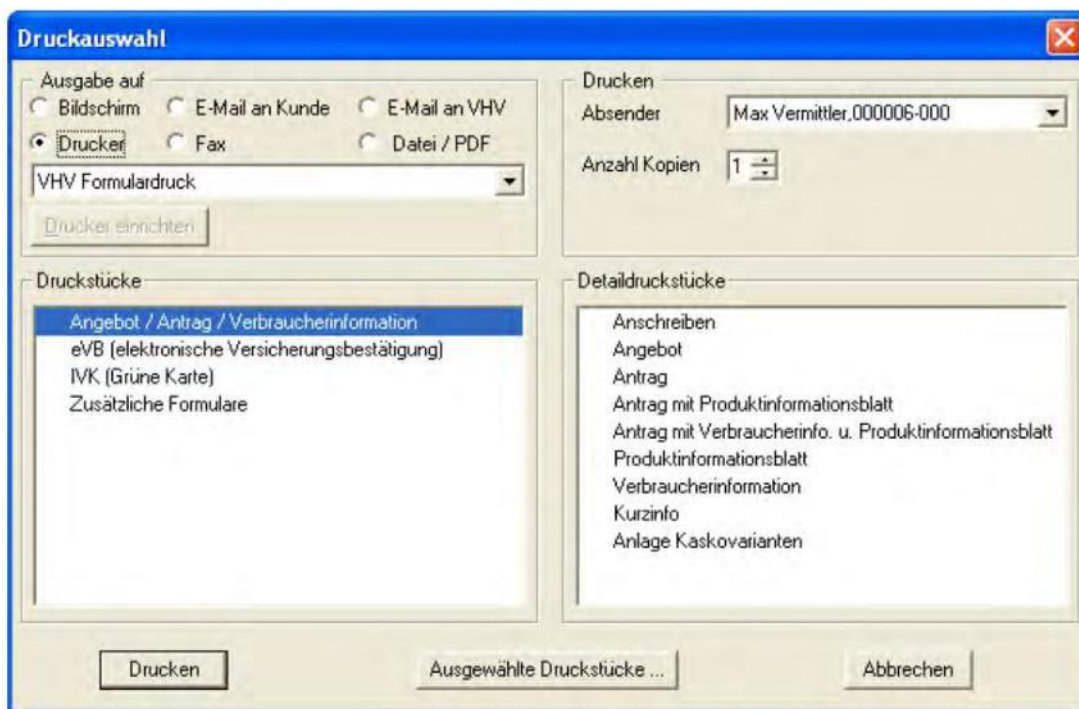 Druckauswahl
Ausgabe auf
Bildschirm
E-Mail an Kunde
E-Mail an VHV
Drucker
Fax
Datei / PDF
VHV Formulardruck
Drucker einrichten
Drucken
Absender
Max Vermittler,000006-000
Anzahl Kopien
1
Druckstücke
Angebot / Antrag / Verbraucherinformation
eVB (elektronische Versicherungsbestätigung)
IVK (Grüne Karte)
Zusätzliche Formulare
Detaildruckstücke
Anschreiben
Angebot
Antrag
Antrag mit Produktinformationsblatt
Antrag mit Verbraucherinfo. u. Produktinformationsblatt
Produktinformationsblatt
Verbraucherinformation
Kurzinfo
Anlage Kaskovarianten
Drucken
Ausgewählte Druckstücke ...
Abbrechen